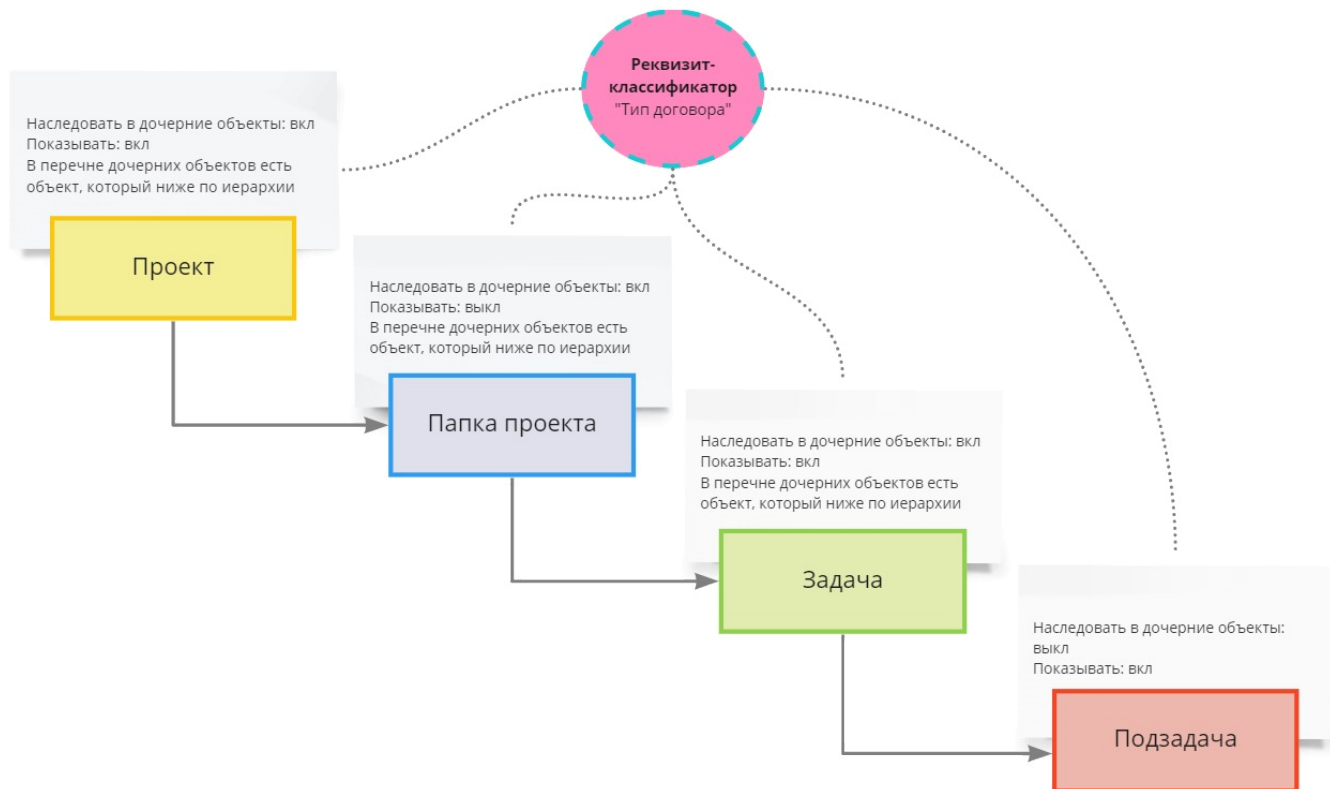 Реквизит-
классификатор
"Тип договора"
Наследовать в дочерние объекты: вкл
Показывать: вкл
В перечне дочерних объектов есть
объект, который ниже по иерархии
Проект
Наследовать в дочерние объекты: вкл
Показывать: выкл
В перечне дочерних объектов есть
объект, который ниже по иерархии
Папка проекта
Наследовать в дочерние объекты: вкл
Показывать: вкл
В перечне дочерних объектов есть
объект, который ниже по иерархии
Задача
Наследовать в дочерние объекты:
выкл
Показывать: вкл
Подзадача